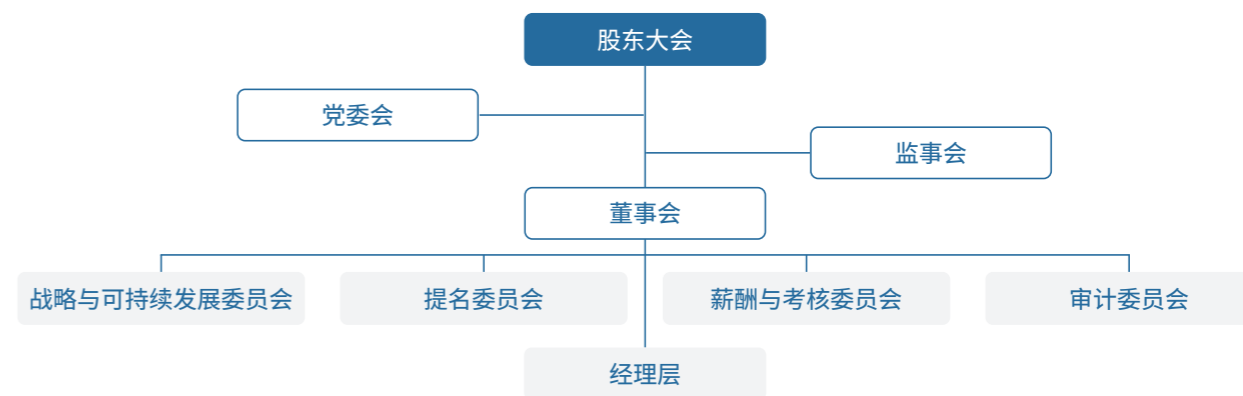 股东大会
党委会
监事会
董事会
战略与可持续发展委员会
提名委员会
薪酬与考核委员会
审计委员会
经理层